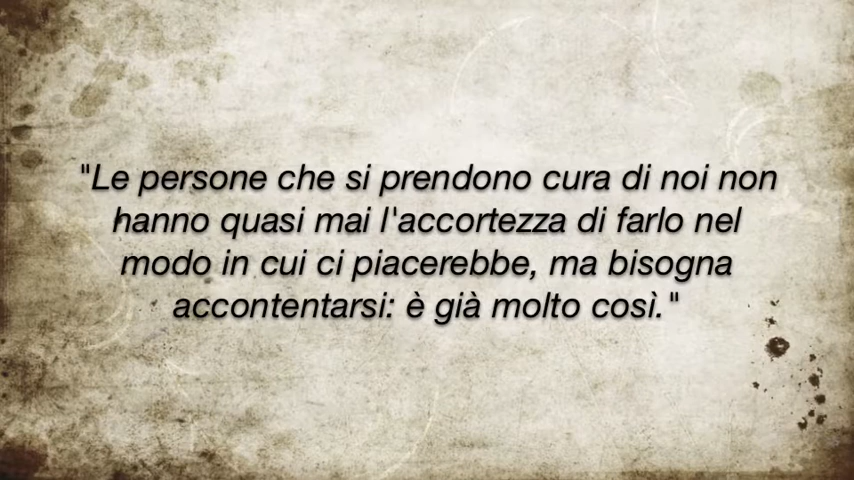 "Le persone che si prendono cura di noi non
hanno quasi mai l'accortezza di farlo nel
modo in cui ci piacerebbe, ma bisogna
accontentarsi: è già molto così."